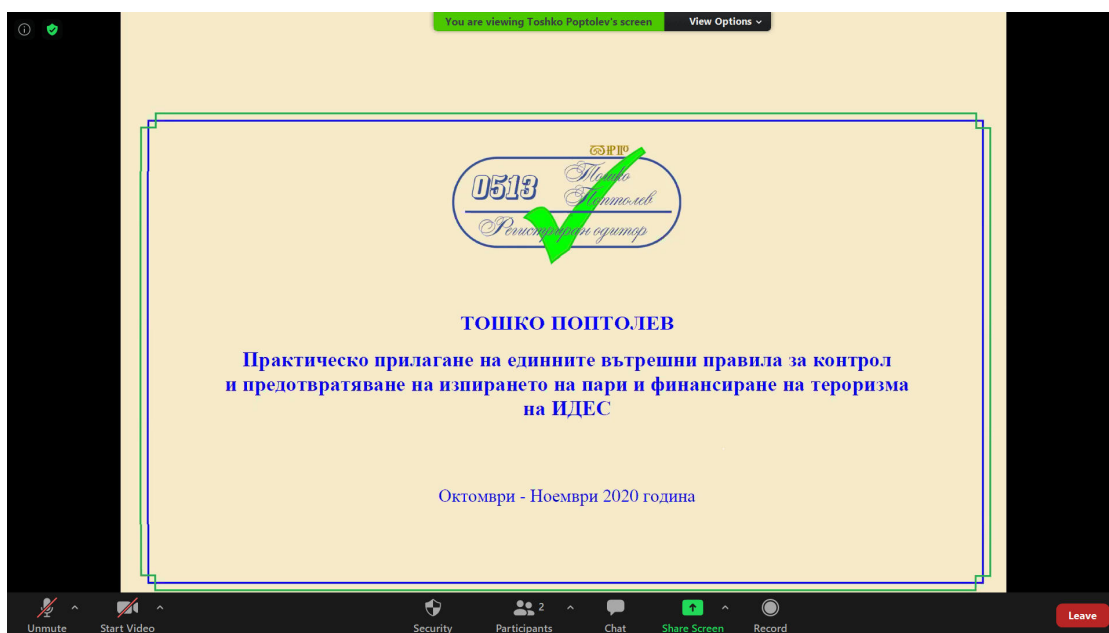 You are viewing Toshko Poptolev's screen View Options
0513
Тошко
Поптолев
Регистриран одитор
ТОШКО ПОПТОЛЕВ
Практическо прилагане на единните вътрешни правила за контрол
и предотвратяване на изпирането на пари и финансиране на тероризма
на ИДЕС
Октомври - Ноември 2020 година
2
Unmute Start Video Security Participants Chat Share Screen Record Leave